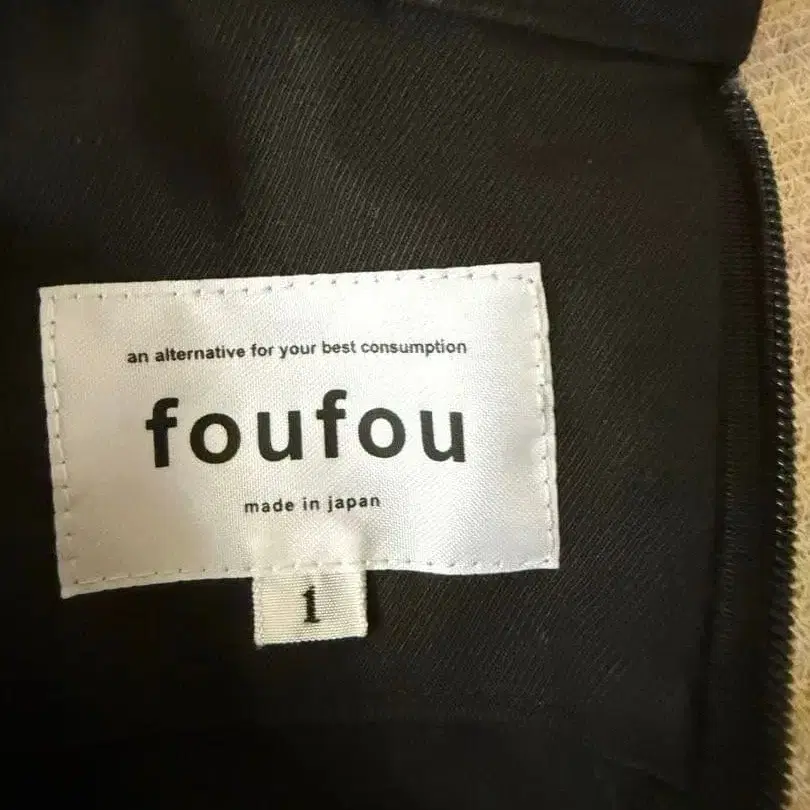 an alternative for your best consumption
foufou
made in japan
1